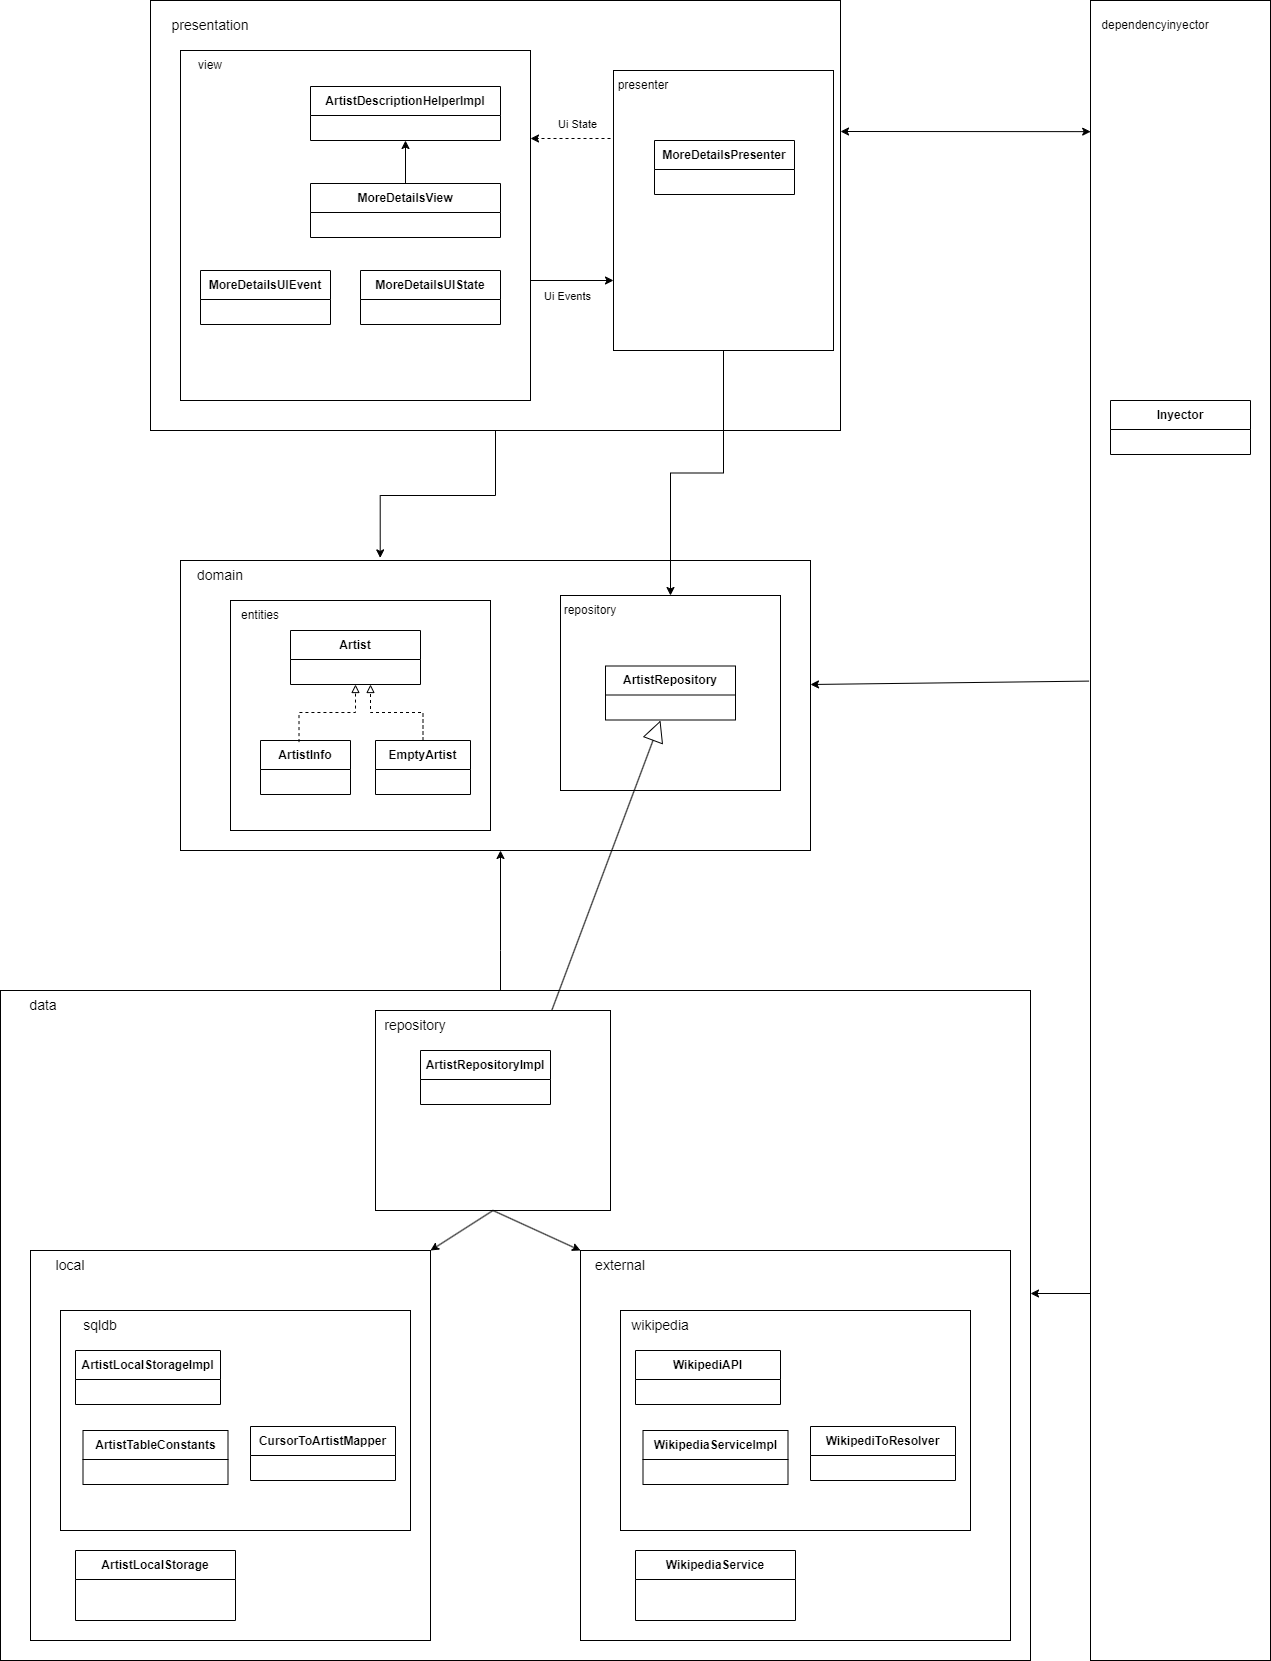 presentation
dependencyinyector
view
presenter
ArtistDescriptionHelperImpl
Ui State
MoreDetailsPresenter
MoreDetailsView
MoreDetailsUIEvent
MoreDetailsUIState
Ui Events
Inyector
domain
entities
repository
Artist
ArtistRepository
ArtistInfo
EmptyArtist
data
repository
ArtistRepositoryImpl
local
external
sqldb
wikipedia
ArtistLocalStorageImpl
WikipediAPI
ArtistTableConstants
CursorToArtistMapper
WikipediaServiceImpl
WikipediToResolver
ArtistLocalStorage
WikipediaService